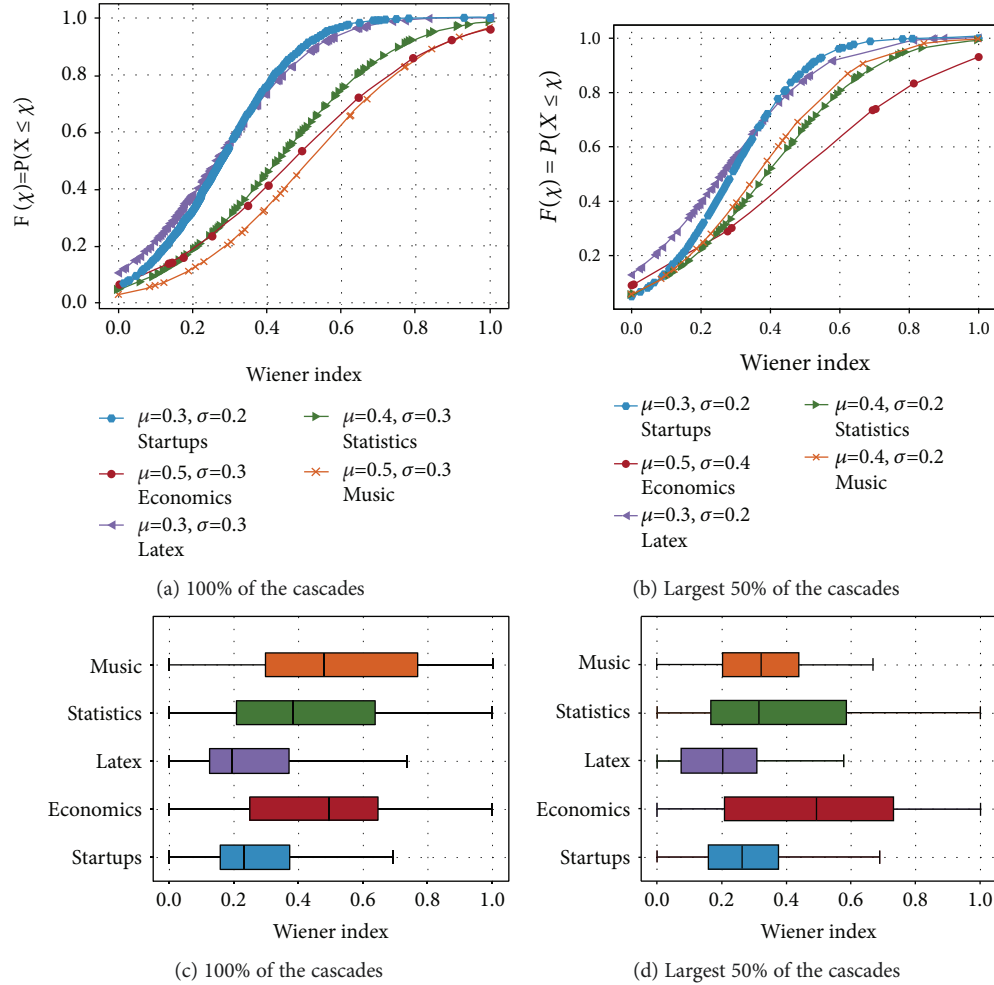 1.0
0.8
0.6
0.4
0.2
0.0
F(χ)=P(X ≤ χ)
0.0 0.2 0.4 0.6 0.8 1.0
Wiener index
μ=0.3, σ=0.2
Startups
μ=0.5, σ=0.3
Economics
μ=0.3, σ=0.3
Latex
μ=0.4, σ=0.3
Statistics
μ=0.5, σ=0.3
Music
(a) 100% of the cascades
1.0
0.8
0.6
0.4
0.2
F(χ) = P(X ≤ χ)
0.0 0.2 0.4 0.6 0.8 1.0
Wiener index
μ=0.3, σ=0.2
Startups
μ=0.5, σ=0.4
Economics
μ=0.3, σ=0.2
Latex
μ=0.4, σ=0.2
Statistics
μ=0.4, σ=0.2
Music
(b) Largest 50% of the cascades
Music
Statistics
Latex
Economics
Startups
0.0 0.2 0.4 0.6 0.8 1.0
Wiener index
(c) 100% of the cascades
Music
Statistics
Latex
Economics
Startups
0.0 0.2 0.4 0.6 0.8 1.0
Wiener index
(d) Largest 50% of the cascades